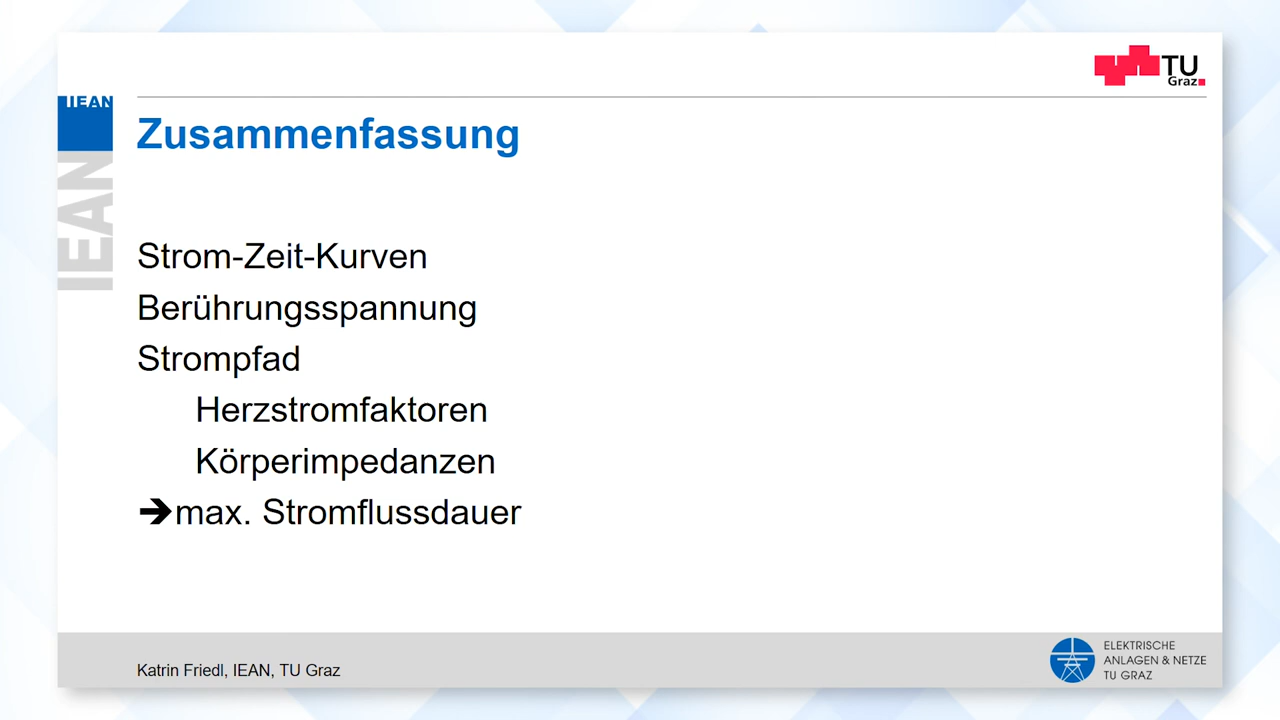 TU
Graz
IEAN
IEAN
Zusammenfassung
Strom-Zeit-Kurven
Berührungsspannung
Strompfad
Herzstromfaktoren
Körperimpedanzen
➔max. Stromflussdauer
Katrin Friedl, IEAN, TU Graz
ELEKTRISCHE
ANLAGEN & NETZE
TU GRAZ